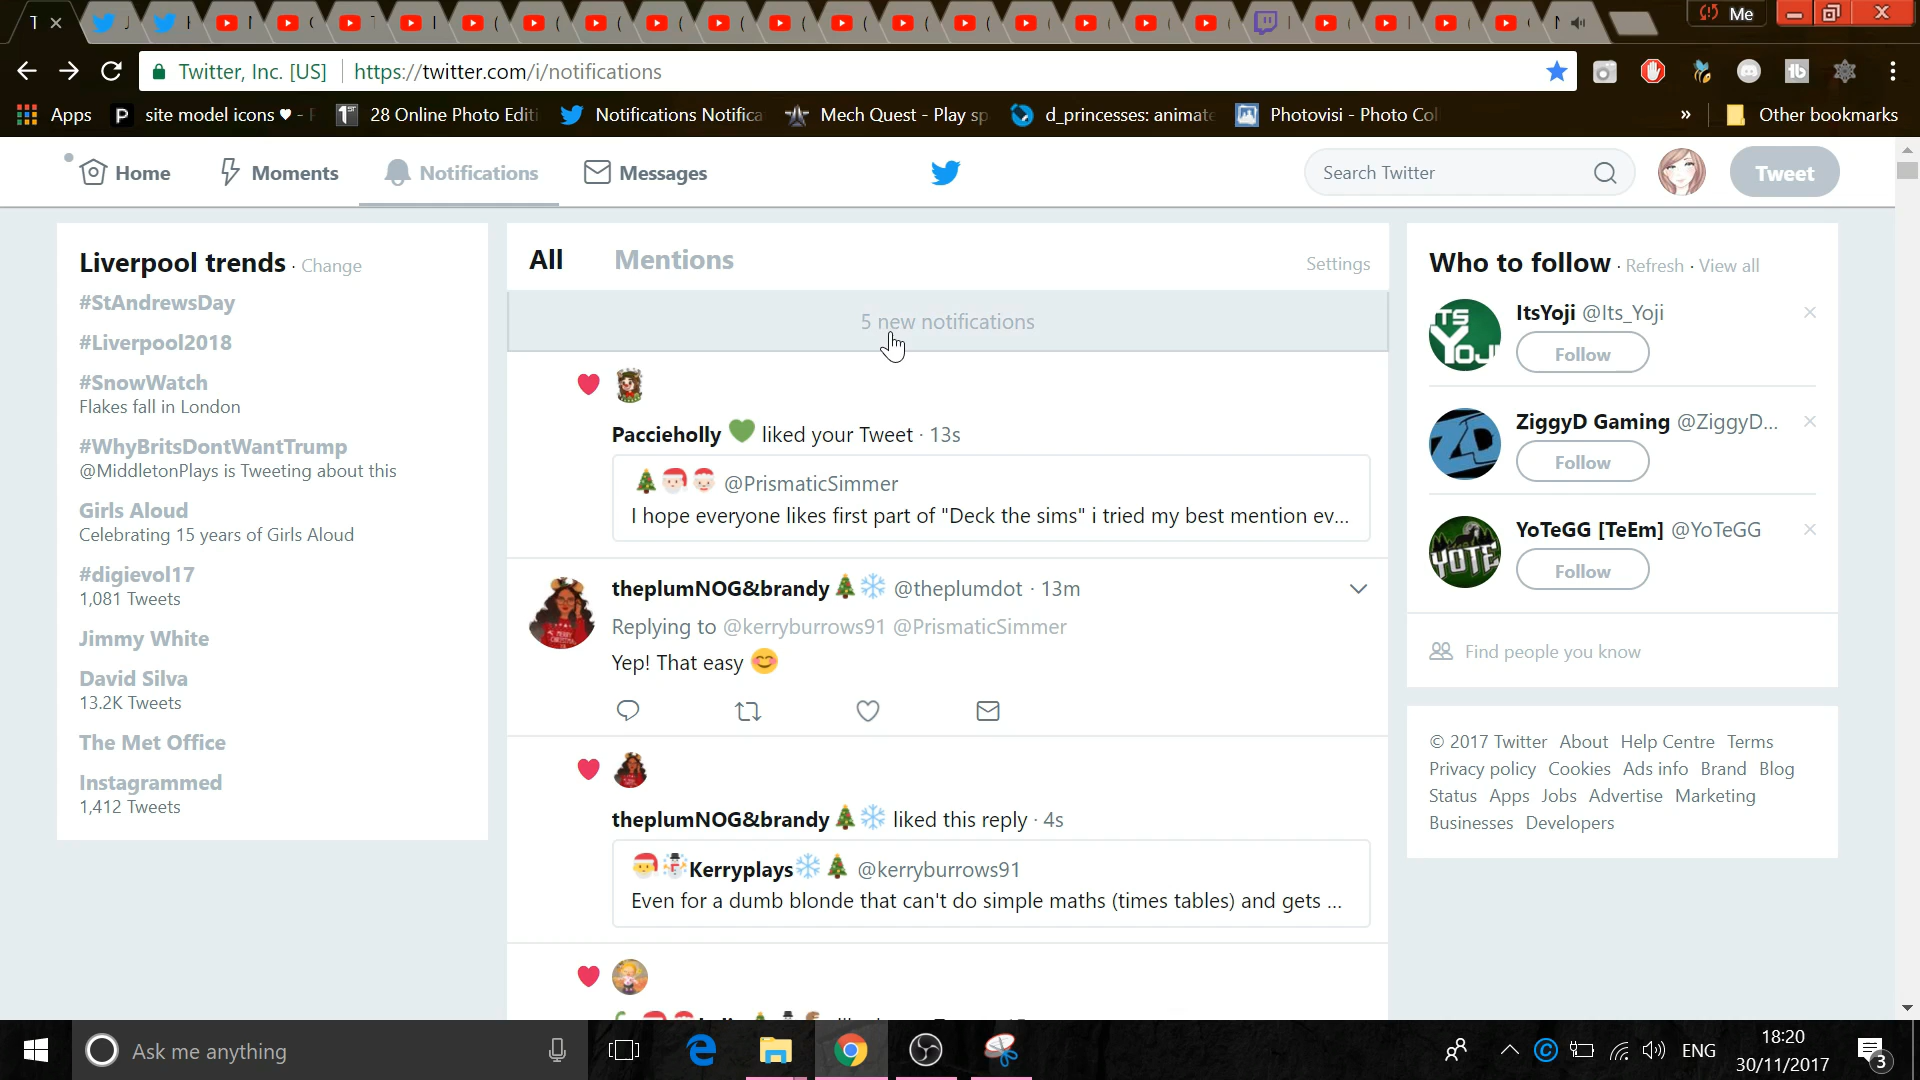 Me
Twitter, Inc. [US] https://twitter.com/i/notifications
Apps site model icons ♥ - 28 Online Photo Edit Notifications Notifica Mech Quest - Play sp d_princesses: animate Photovisi - Photo Col » Other bookmarks
Home Moments Notifications Messages Search Twitter Tweet
Liverpool trends · Change
#StAndrewsDay
#Liverpool2018
#SnowWatch
Flakes fall in London
#WhyBritsDontWantTrump
@MiddletonPlays is Tweeting about this
Girls Aloud
Celebrating 15 years of Girls Aloud
#digievol17
1,081 Tweets
Jimmy White
David Silva
13.2K Tweets
The Met Office
Instagrammed
1,412 Tweets
All Mentions Settings
5 new notifications
Paccieholly 💚 liked your Tweet · 13s
🎄🎅🤶 @PrismaticSimmer
I hope everyone likes first part of "Deck the sims" i tried my best mention ev...
theplumNOG&brandy🎄❄️ @theplumdot · 13m
Replying to @kerryburrows91 @PrismaticSimmer
Yep! That easy 😊
theplumNOG&brandy🎄❄️ liked this reply · 4s
🎅☃️Kerryplays❄️🎄 @kerryburrows91
Even for a dumb blonde that can't do simple maths (times tables) and gets ...
Who to follow · Refresh · View all
ITS YOJI
ItsYoji @Its_Yoji
Follow
ZD
ZiggyD Gaming @ZiggyD...
Follow
YOTE
YoTeGG [TeEm] @YoTeGG
Follow
Find people you know
© 2017 Twitter About Help Centre Terms
Privacy policy Cookies Ads info Brand Blog
Status Apps Jobs Advertise Marketing
Businesses Developers
Ask me anything
ENG
18:20
30/11/2017
3